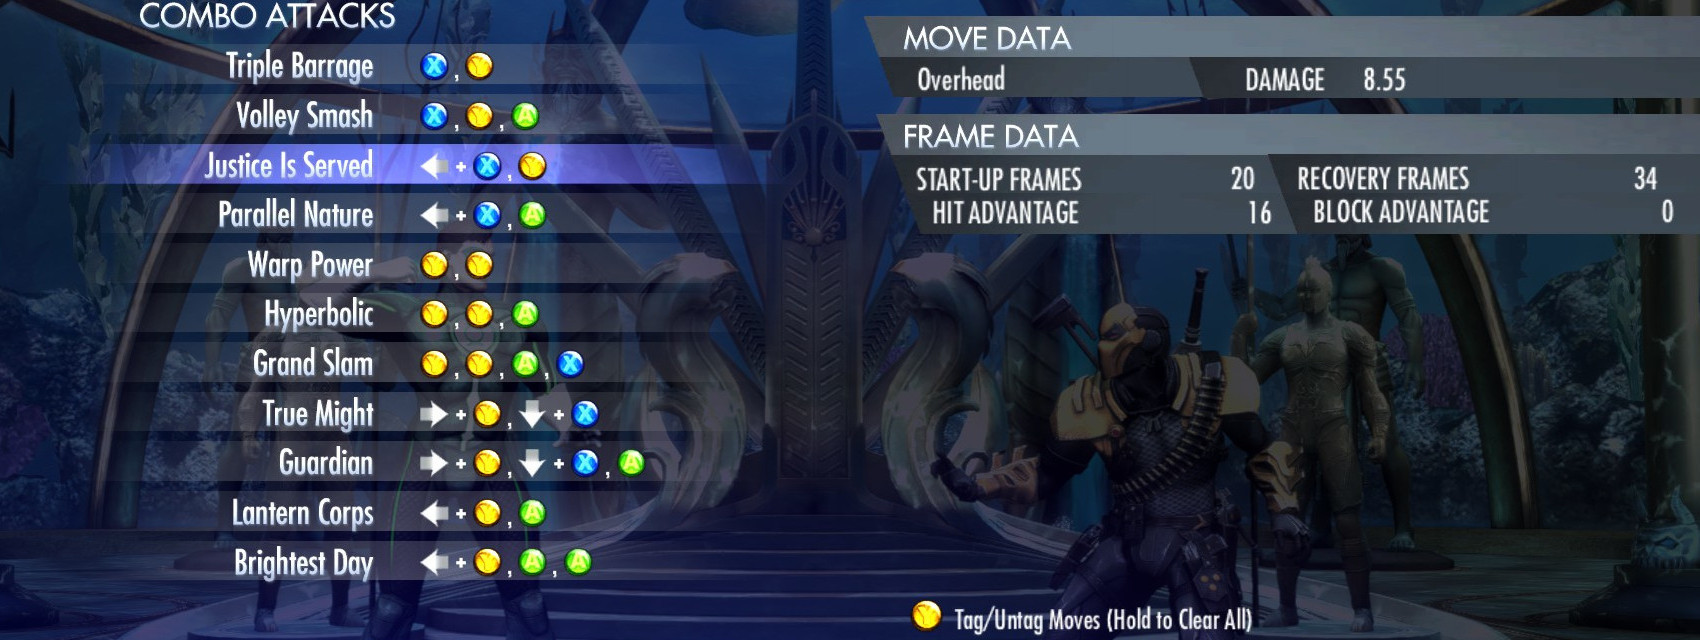 COMBO ATTACKS
Triple Barrage X , Y
Volley Smash X , Y , A
Justice Is Served + X , Y
Parallel Nature + X , A
Warp Power Y , Y
Hyperbolic Y , Y , A
Grand Slam Y , Y , A , X
True Might + Y , + X
Guardian + Y , + X , A
Lantern Corps + Y , A
Brightest Day + Y , A , A
MOVE DATA
Overhead DAMAGE 8.55
FRAME DATA
START-UP FRAMES 20 RECOVERY FRAMES 34
HIT ADVANTAGE 16 BLOCK ADVANTAGE 0
Y Tag/Untag Moves (Hold to Clear All)